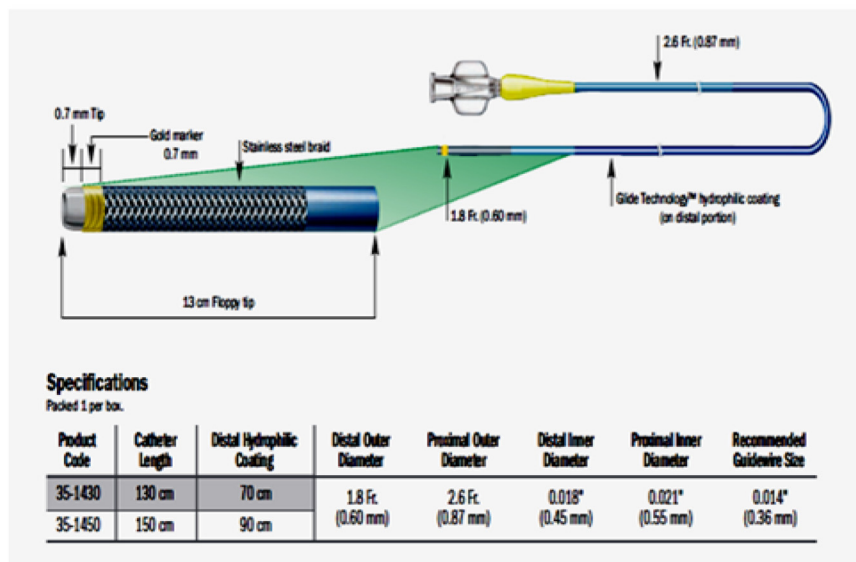 2.6 Fr. (0.87 mm)
0.7 mm Tip
Gold marker
0.7 mm
Stainless steel braid
1.8 Fr. (0.60 mm)
Glide Technology™ hydrophilic coating
(on distal portion)
13 cm Floppy tip
Specifications
Packed 1 per box.
Product Code Catheter Length Distal Hydrophilic Coating Distal Outer Diameter Proximal Outer Diameter Distal Inner Diameter Proximal Inner Diameter Recommended Guidewire Size
35-1430 130 cm 70 cm 1.8 Fr. (0.60 mm) 2.6 Fr. (0.87 mm) 0.018" (0.45 mm) 0.021" (0.55 mm) 0.014" (0.36 mm)
35-1450 150 cm 90 cm